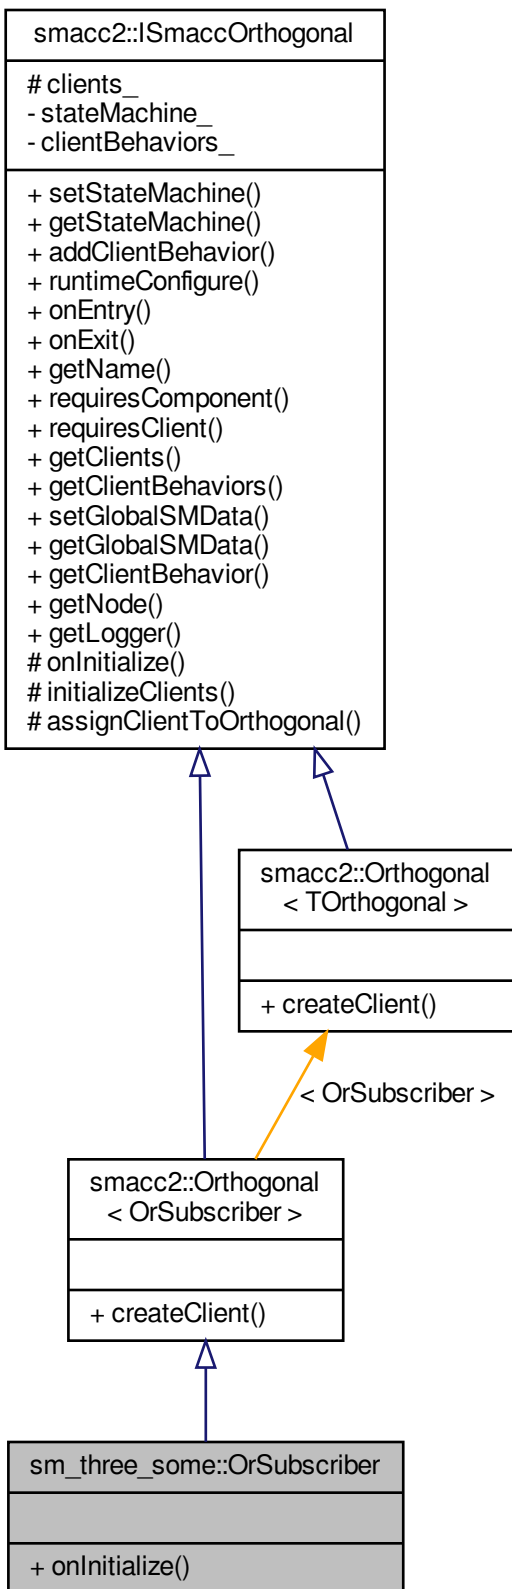 smacc2::ISmaccOrthogonal
# clients_
- stateMachine_
- clientBehaviors_
+ setStateMachine()
+ getStateMachine()
+ addClientBehavior()
+ runtimeConfigure()
+ onEntry()
+ onExit()
+ getName()
+ requiresComponent()
+ requiresClient()
+ getClients()
+ getClientBehaviors()
+ setGlobalSMData()
+ getGlobalSMData()
+ getClientBehavior()
+ getNode()
+ getLogger()
# onInitialize()
# initializeClients()
# assignClientToOrthogonal()
smacc2::Orthogonal
< TOrthogonal >
+ createClient()
< OrSubscriber >
smacc2::Orthogonal
< OrSubscriber >
+ createClient()
sm_three_some::OrSubscriber
+ onInitialize()